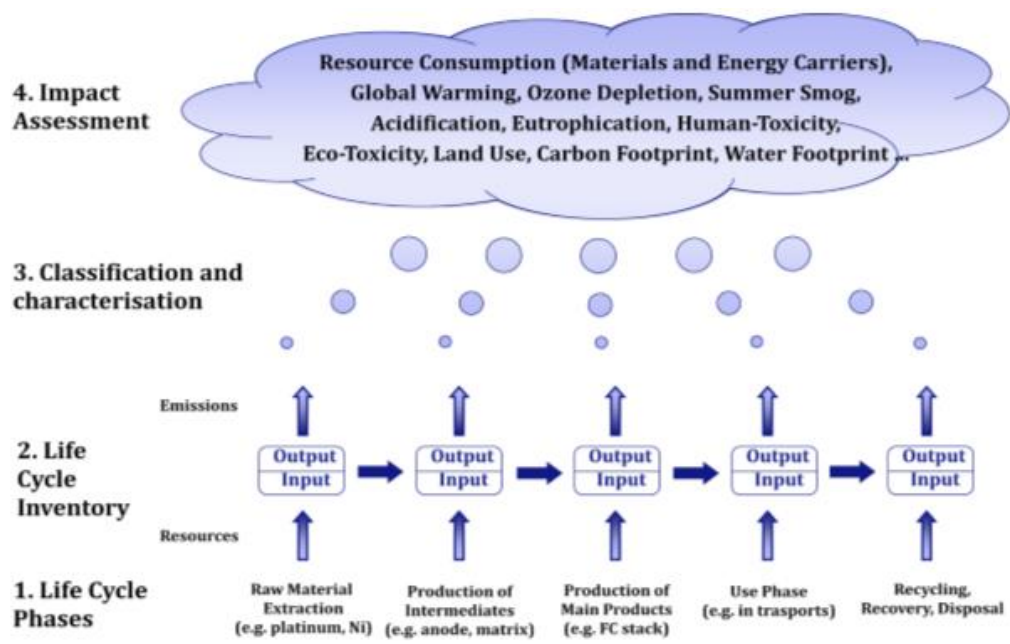 Resource Consumption (Materials and Energy Carriers),
Global Warming, Ozone Depletion, Summer Smog,
Acidification, Eutrophication, Human-Toxicity,
Eco-Toxicity, Land Use, Carbon Footprint, Water Footprint ...
4. Impact
Assessment
3. Classification and
characterisation
Emissions
2. Life
Cycle
Inventory
Output
Input
Output
Input
Output
Input
Output
Input
Output
Input
Resources
1. Life Cycle
Phases
Raw Material
Extraction
(e.g. platinum, Ni)
Production of
Intermediates
(e.g. anode, matrix)
Production of
Main Products
(e.g. FC stack)
Use Phase
(e.g. in trasports)
Recycling,
Recovery, Disposal